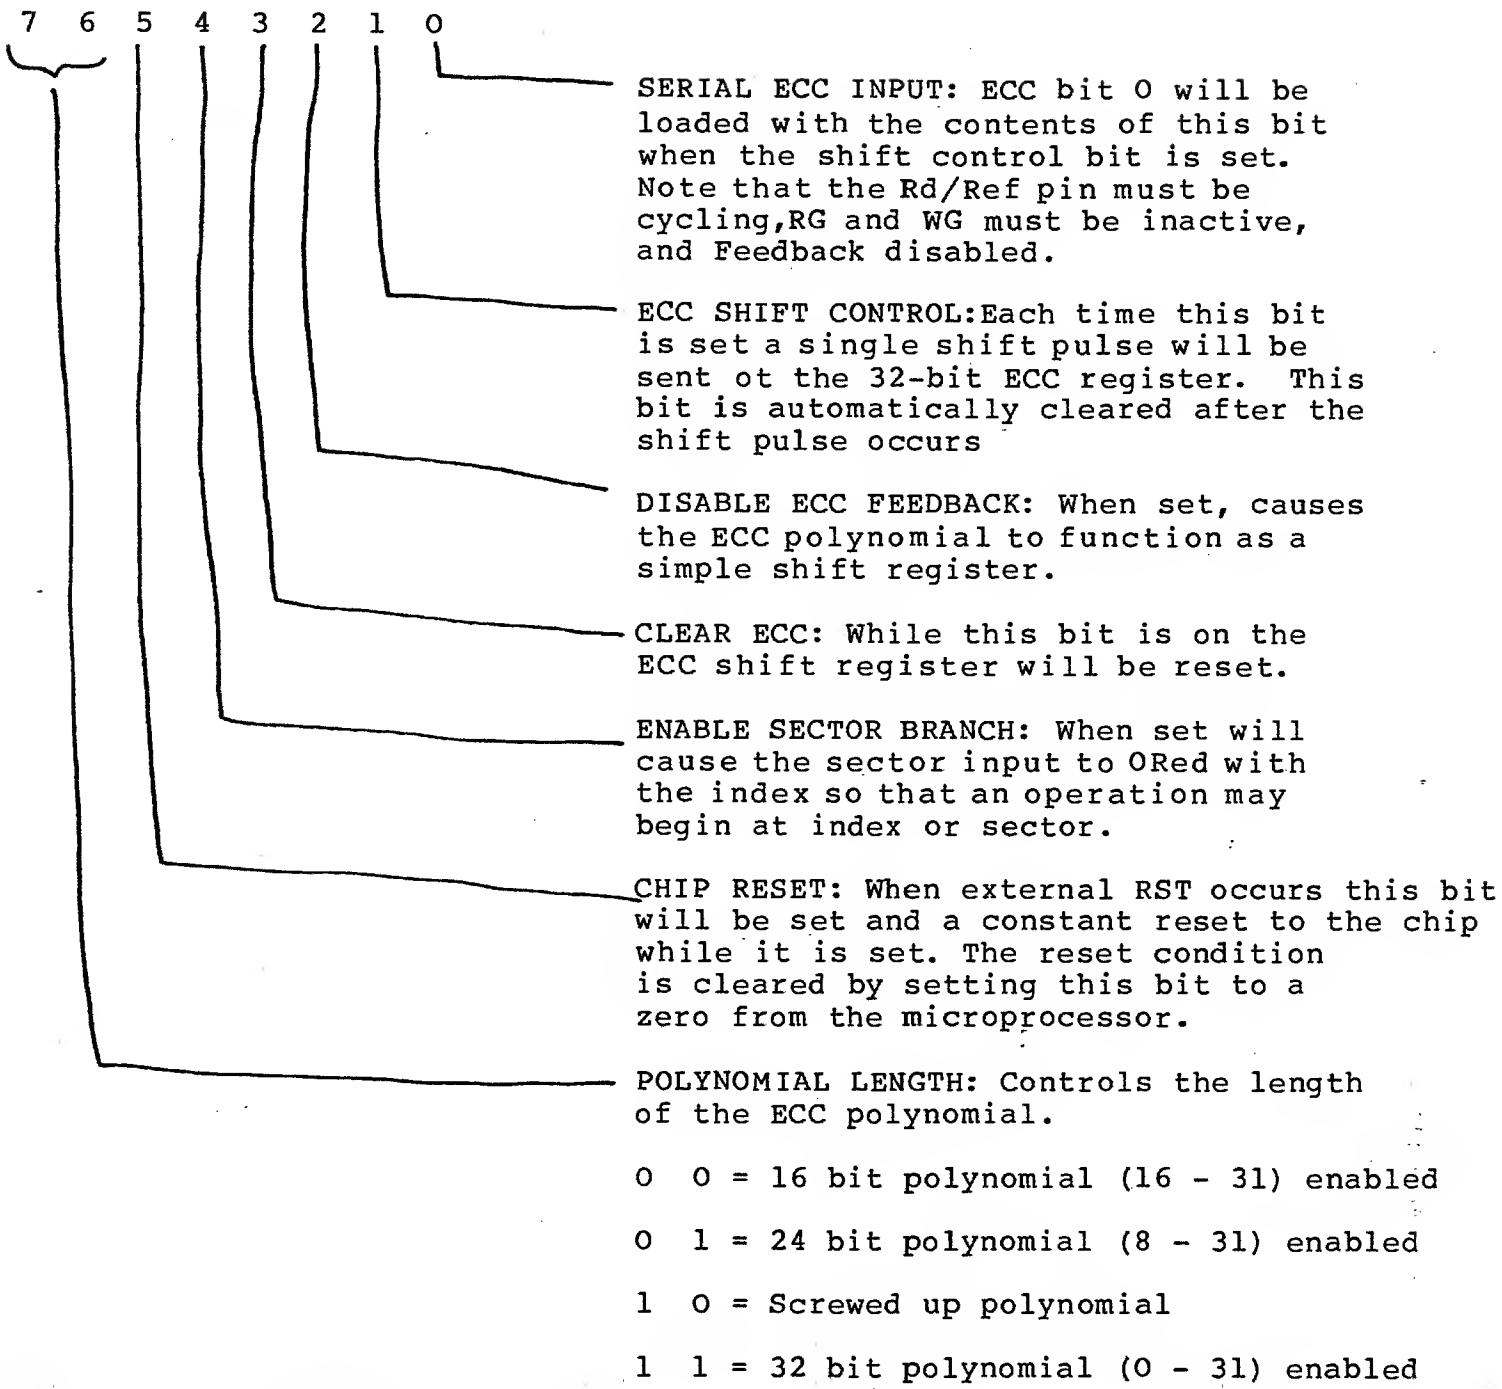 7 6 5 4 3 2 1 0
SERIAL ECC INPUT: ECC bit 0 will be
loaded with the contents of this bit
when the shift control bit is set.
Note that the Rd/Ref pin must be
cycling,RG and WG must be inactive,
and Feedback disabled.
ECC SHIFT CONTROL:Each time this bit
is set a single shift pulse will be
sent ot the 32-bit ECC register. This
bit is automatically cleared after the
shift pulse occurs
DISABLE ECC FEEDBACK: When set, causes
the ECC polynomial to function as a
simple shift register.
CLEAR ECC: While this bit is on the
ECC shift register will be reset.
ENABLE SECTOR BRANCH: When set will
cause the sector input to ORed with
the index so that an operation may
begin at index or sector.
CHIP RESET: When external RST occurs this bit
will be set and a constant reset to the chip
while it is set. The reset condition
is cleared by setting this bit to a
zero from the microprocessor.
POLYNOMIAL LENGTH: Controls the length
of the ECC polynomial.
0 0 = 16 bit polynomial (16 - 31) enabled
0 1 = 24 bit polynomial (8 - 31) enabled
1 0 = Screwed up polynomial
1 1 = 32 bit polynomial (0 - 31) enabled